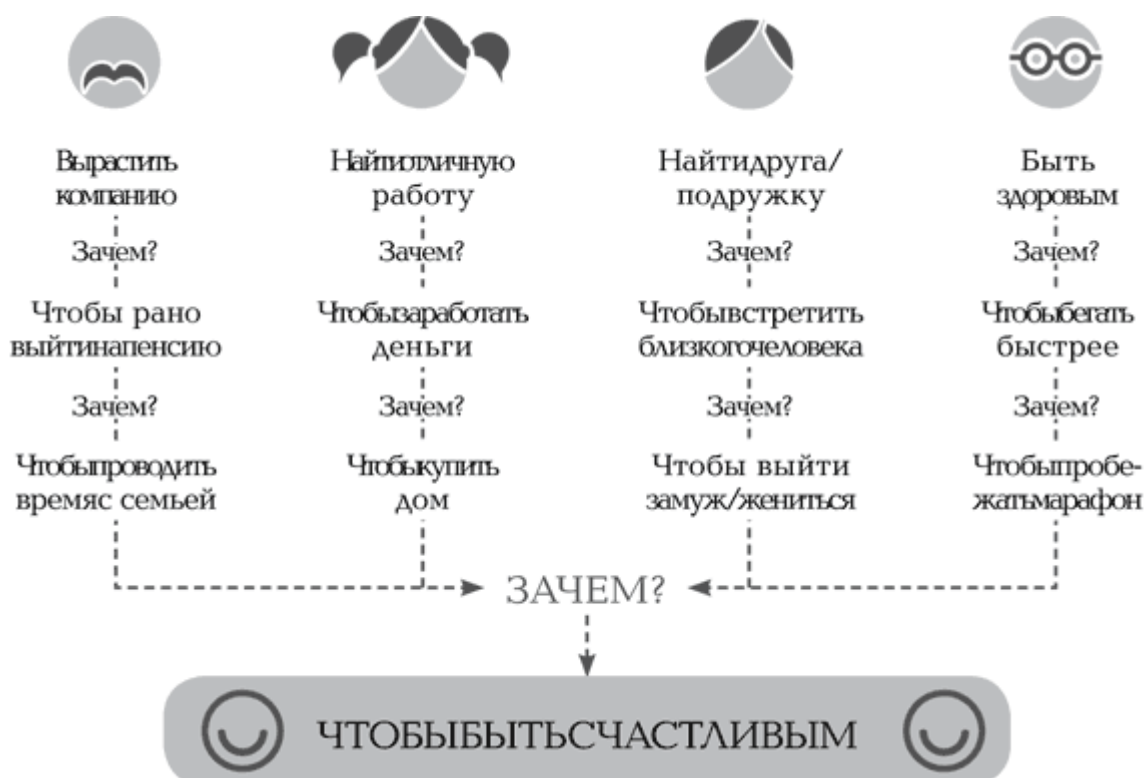 Вырастить
компанию
Зачем?
Чтобы рано
выйтинапенсию
Зачем?
Чтобыпроводить
времяс семьей
Найтиотличную
работу
Зачем?
Чтобызаработать
деньги
Зачем?
Чтобыкупить
дом
Найтидруга/
подружку
Зачем?
Чтобывстретить
близкогочеловека
Зачем?
Чтобы выйти
замуж/жениться
Быть
здоровым
Зачем?
Чтобыбегать
быстрее
Зачем?
Чтобыпробе-
жатьмарафон
ЗАЧЕМ?
ЧТОБЫБЫТЬСЧАСТЛИВЫМ